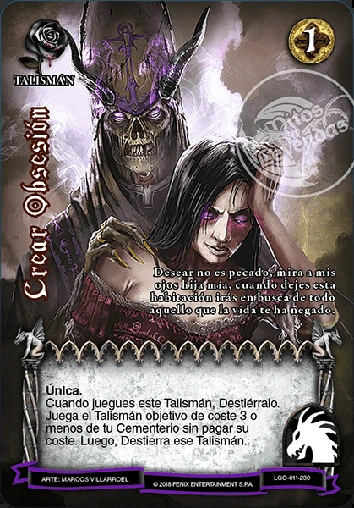 1
TALISMÁN
Crear Obsesión
Desear no es pecado, mira a mis
ojos hija mía, cuando dejes esta
habitación irás en busca de todo
aquello que la vida te ha negado.
Única.
Cuando juegues este Talismán, Destiérralo.
Juega el Talismán objetivo de coste 3 o
menos de tu Cementerio sin pagar su
coste. Luego, Destierra ese Talismán.
ARTE: MARCOS VILLARROEL
© 2018 FENIX ENTERTAINMENT S.P.A